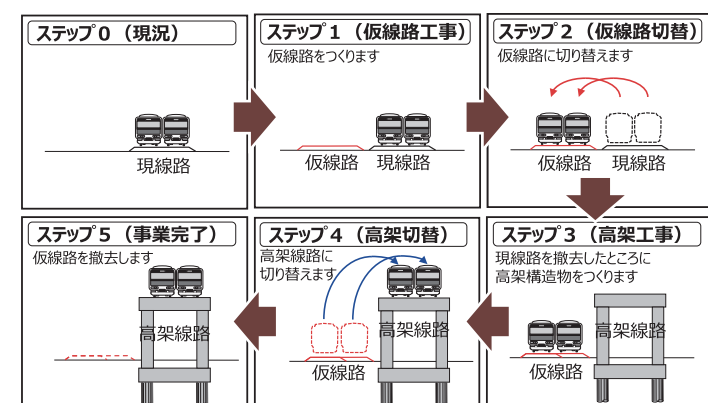 ステップ0(現況)
現線路
ステップ1(仮線路工事)
仮線路をつくります
仮線路 現線路
ステップ2(仮線路切替)
仮線路に切り替えます
仮線路 現線路
ステップ3(高架工事)
現線路を撤去したところに
高架構造物をつくります
高架線路
仮線路
ステップ4(高架切替)
高架線路に
切り替えます
高架線路
仮線路
ステップ5(事業完了)
仮線路を撤去します
高架線路